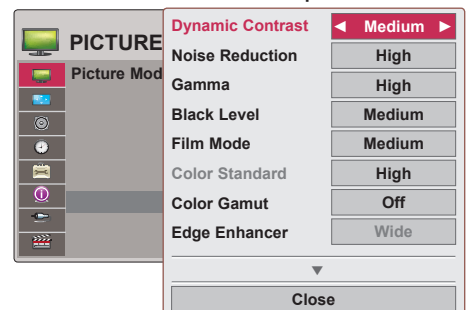 PICTURE
Picture Mod
Dynamic Contrast ◄ Medium ►
Noise Reduction High
Gamma High
Black Level Medium
Film Mode Medium
Color Standard High
Color Gamut Off
Edge Enhancer Wide
▼
Close